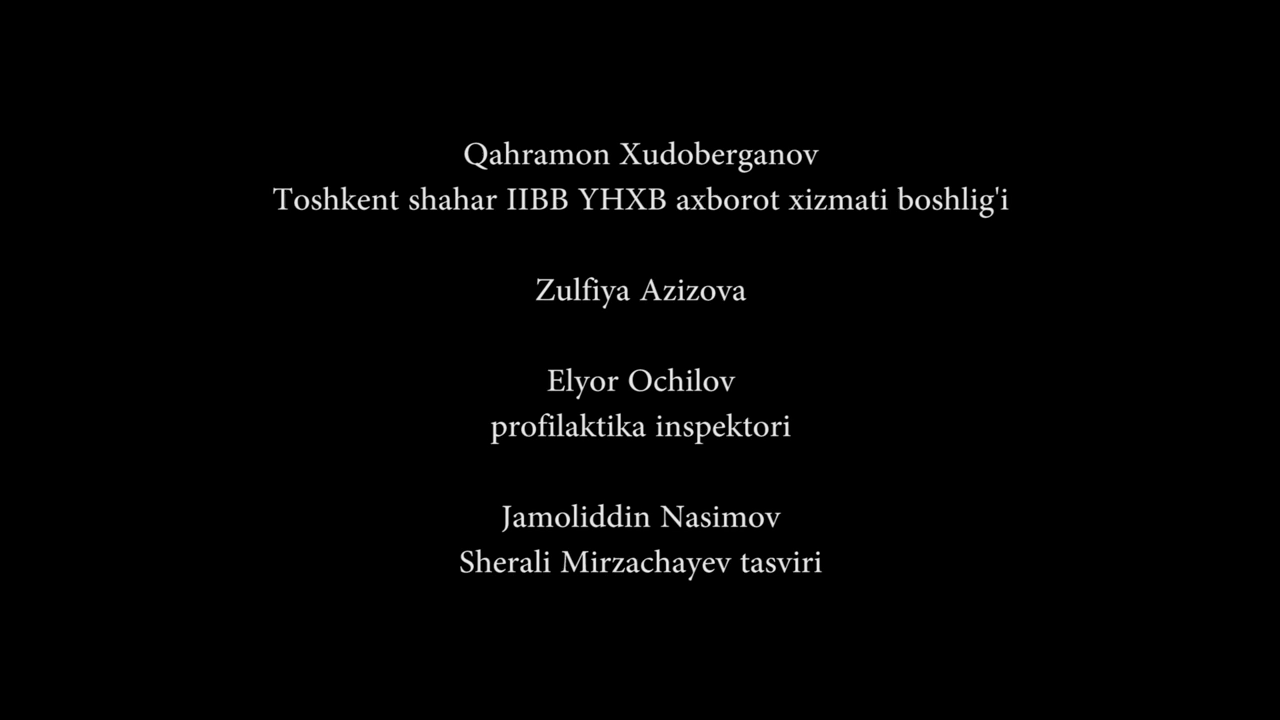 Qahramon Xudoberganov
Toshkent shahar IIBB YHXB axborot xizmati boshlig'i
Zulfiya Azizova
Elyor Ochilov
profilaktika inspektori
Jamoliddin Nasimov
Sherali Mirzachayev tasviri